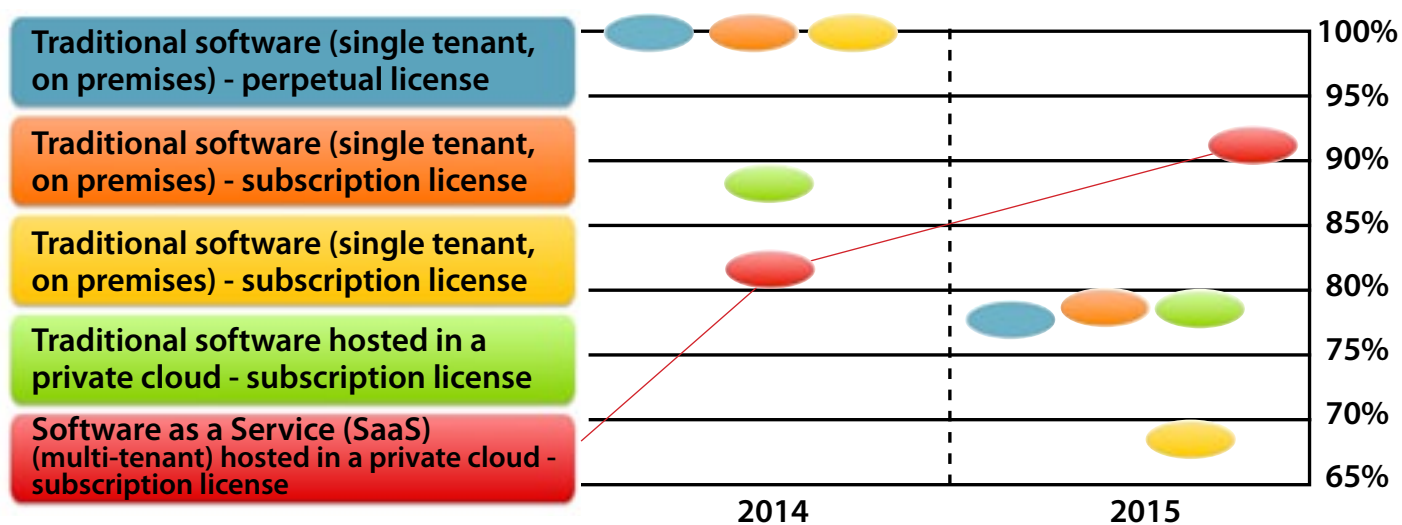 Traditional software (single tenant,
on premises) - perpetual license
Traditional software (single tenant,
on premises) - subscription license
Traditional software (single tenant,
on premises) - subscription license
Traditional software hosted in a
private cloud - subscription license
Software as a Service (SaaS)
(multi-tenant) hosted in a private cloud -
subscription license
100%
95%
90%
85%
80%
75%
70%
65%
2014
2015